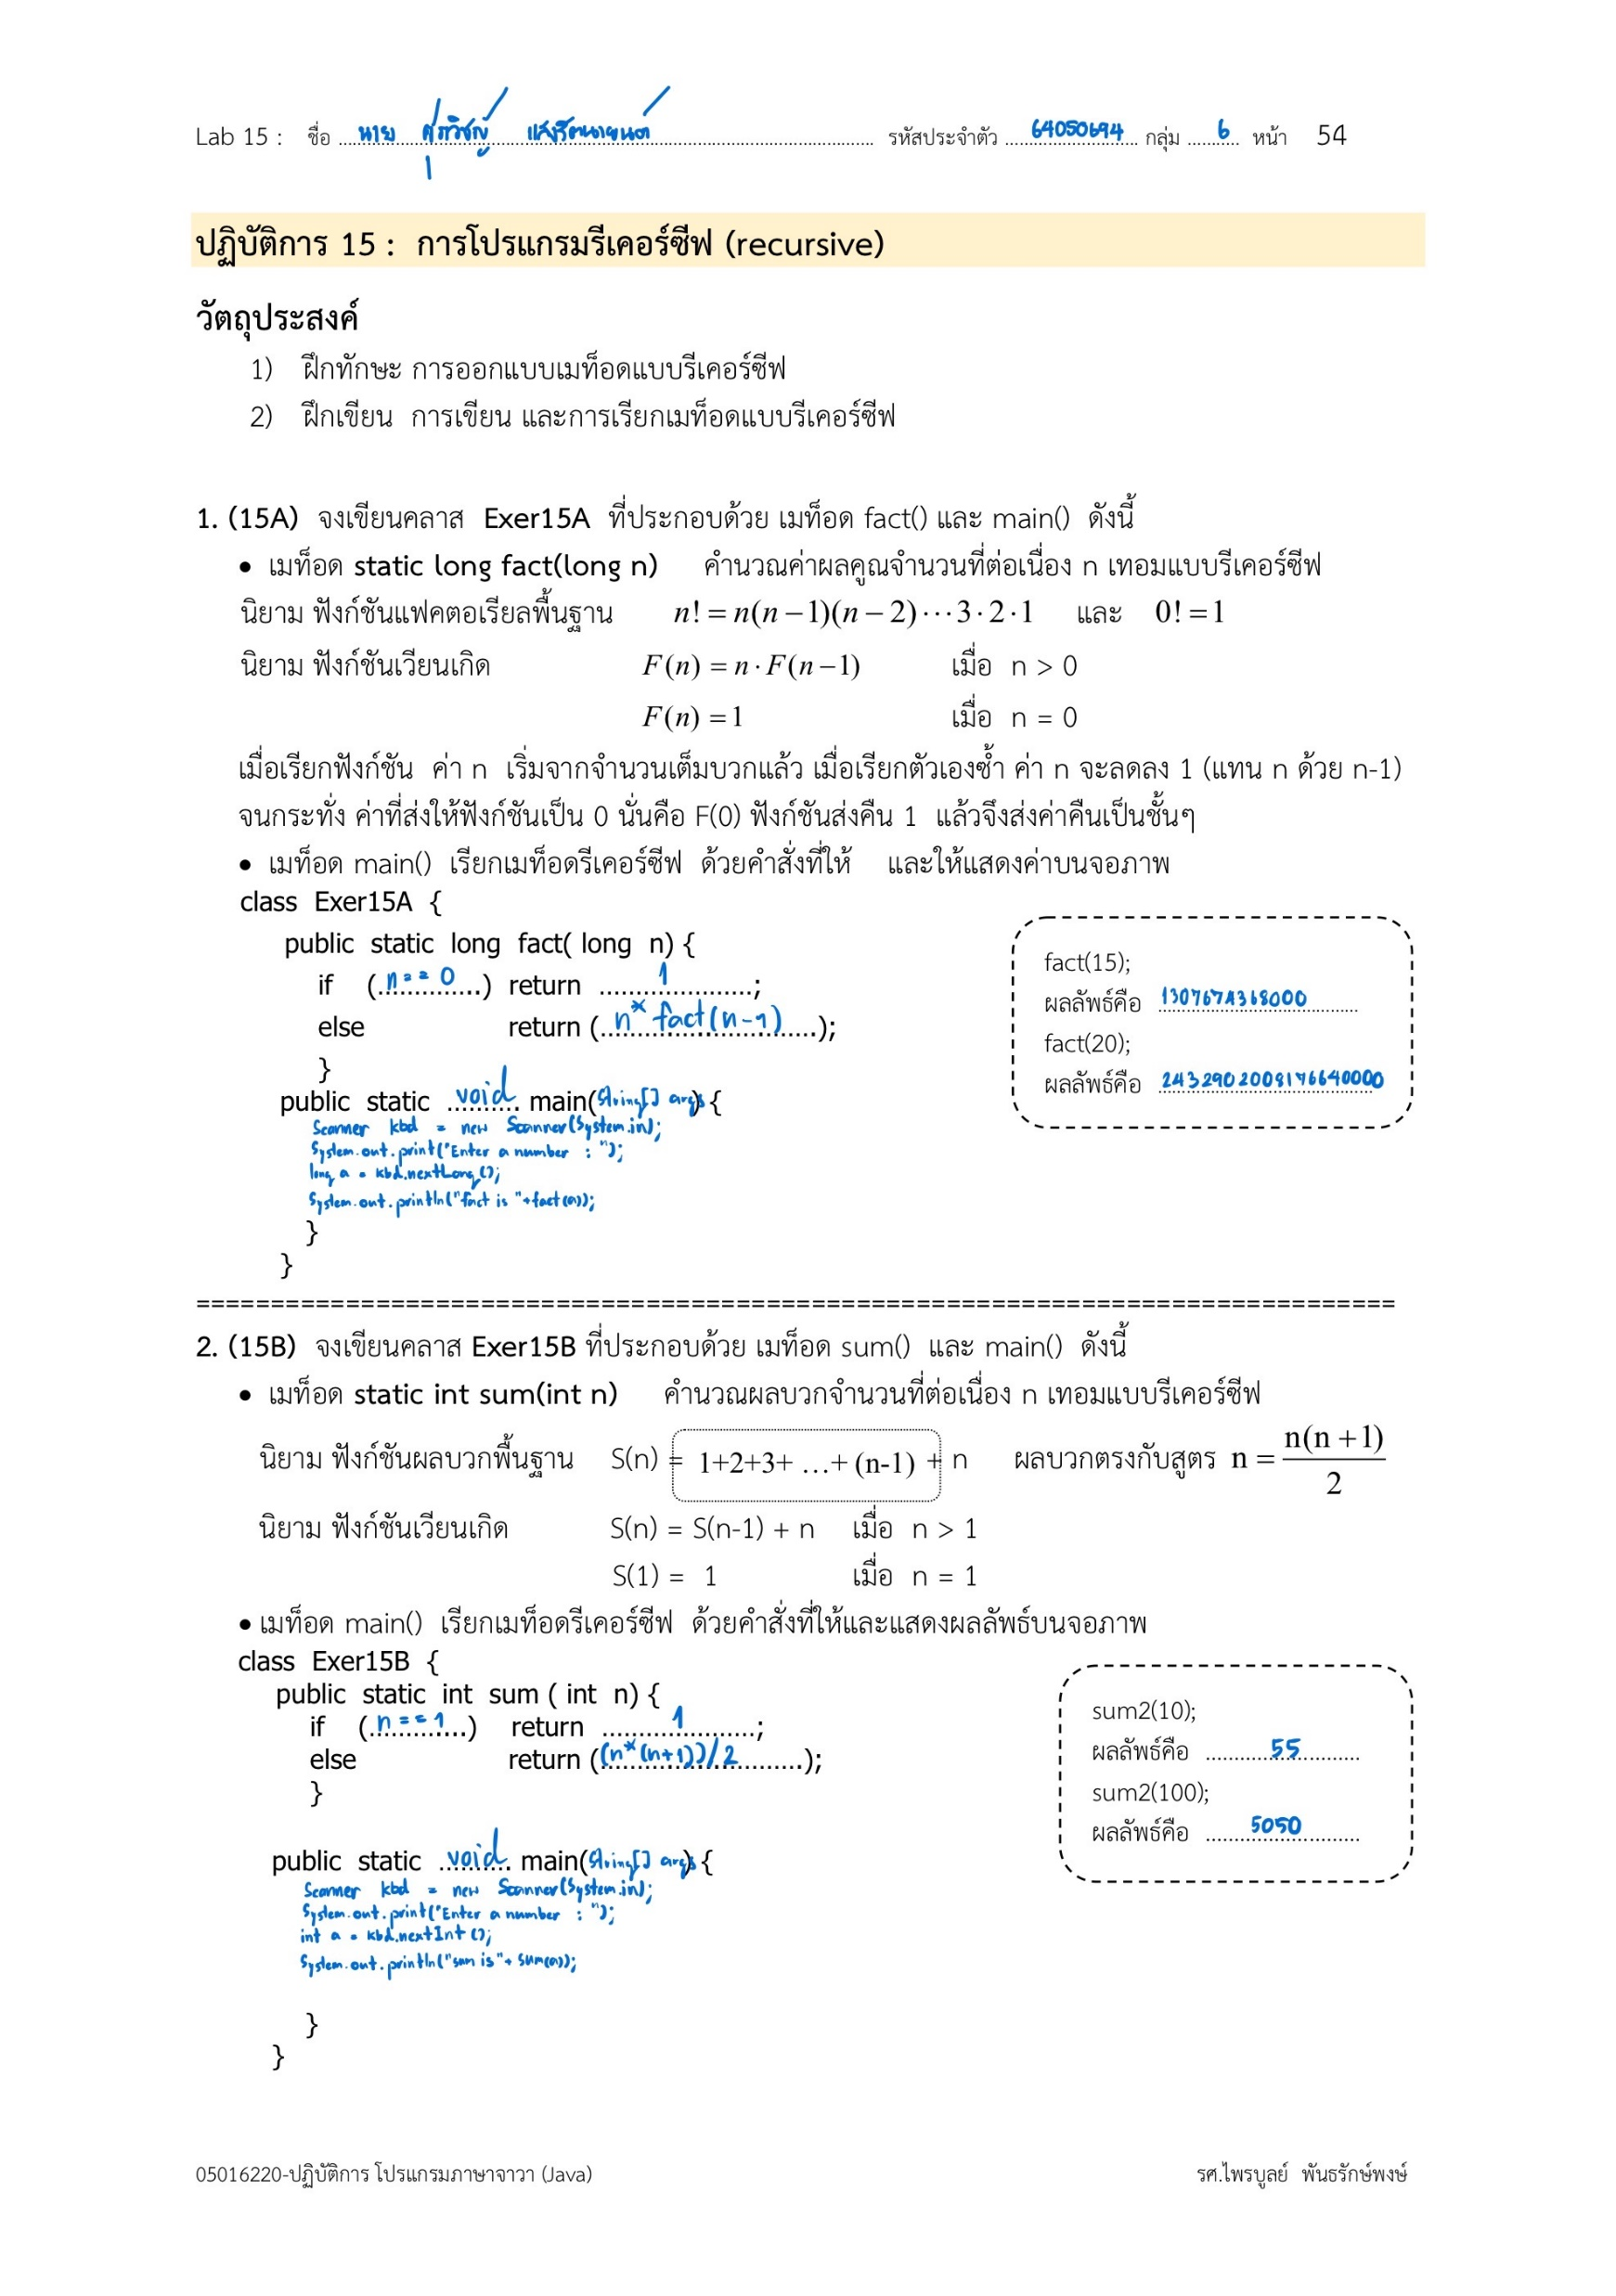 Lab 15 : ชื่อ นาย ศุภวิชญ์ แสงรัตนายนต์ รหัสประจำตัว 64050694 กลุ่ม 6 หน้า 54
ปฏิบัติการ 15 : การโปรแกรมรีเคอร์ซีฟ (recursive)
วัตถุประสงค์
1) ฝึกทักษะ การออกแบบเมท็อดแบบรีเคอร์ซีฟ
2) ฝึกเขียน การเขียน และการเรียกเมท็อดแบบรีเคอร์ซีฟ
1. (15A) จงเขียนคลาส Exer15A ที่ประกอบด้วย เมท็อด fact() และ main() ดังนี้
• เมท็อด static long fact(long n) คำนวณค่าผลคูณจำนวนที่ต่อเนื่อง n เทอมแบบรีเคอร์ซีฟ
นิยาม ฟังก์ชันแฟคตอเรียลพื้นฐาน n! = n(n−1)(n−2)⋯3·2·1 และ 0! = 1
นิยาม ฟังก์ชันเวียนเกิด F(n) = n·F(n−1) เมื่อ n > 0
F(n) = 1 เมื่อ n = 0
เมื่อเรียกฟังก์ชัน ค่า n เริ่มจากจำนวนเต็มบวกแล้ว เมื่อเรียกตัวเองซ้ำ ค่า n จะลดลง 1 (แทน n ด้วย n-1)
จนกระทั่ง ค่าที่ส่งให้ฟังก์ชันเป็น 0 นั่นคือ F(0) ฟังก์ชันส่งคืน 1 แล้วจึงส่งค่าคืนเป็นชั้นๆ
• เมท็อด main() เรียกเมท็อดรีเคอร์ซีฟ ด้วยคำสั่งที่ให้ และให้แสดงค่าบนจอภาพ
class Exer15A {
public static long fact( long n) {
if (n == 0) return 1;
else return (n* fact(n-1));
}
public static void main(String[] args) {
Scanner kbd = new Scanner(System.in);
System.out.print("Enter a number : ");
long a = kbd.nextLong();
System.out.println("fact is "+fact(a));
}
}
fact(15);
ผลลัพธ์คือ 1307674368000
fact(20);
ผลลัพธ์คือ 2432902008176640000
================================================================================
2. (15B) จงเขียนคลาส Exer15B ที่ประกอบด้วย เมท็อด sum() และ main() ดังนี้
• เมท็อด static int sum(int n) คำนวณผลบวกจำนวนที่ต่อเนื่อง n เทอมแบบรีเคอร์ซีฟ
นิยาม ฟังก์ชันผลบวกพื้นฐาน S(n) = 1+2+3+ …+ (n-1) + n ผลบวกตรงกับสูตร n = n(n+1)/2
นิยาม ฟังก์ชันเวียนเกิด S(n) = S(n-1) + n เมื่อ n > 1
S(1) = 1 เมื่อ n = 1
• เมท็อด main() เรียกเมท็อดรีเคอร์ซีฟ ด้วยคำสั่งที่ให้และแสดงผลลัพธ์บนจอภาพ
class Exer15B {
public static int sum ( int n) {
if (n == 1) return 1;
else return ((n*(n+1))/2);
}
public static void main(String[] args) {
Scanner kbd = new Scanner(System.in);
System.out.print("Enter a number : ");
int a = kbd.nextInt();
System.out.println("sum is "+ sum(a));
}
}
sum2(10);
ผลลัพธ์คือ 55
sum2(100);
ผลลัพธ์คือ 5050
05016220-ปฏิบัติการ โปรแกรมภาษาจาวา (Java) รศ.ไพรบูลย์ พันธรักษ์พงษ์